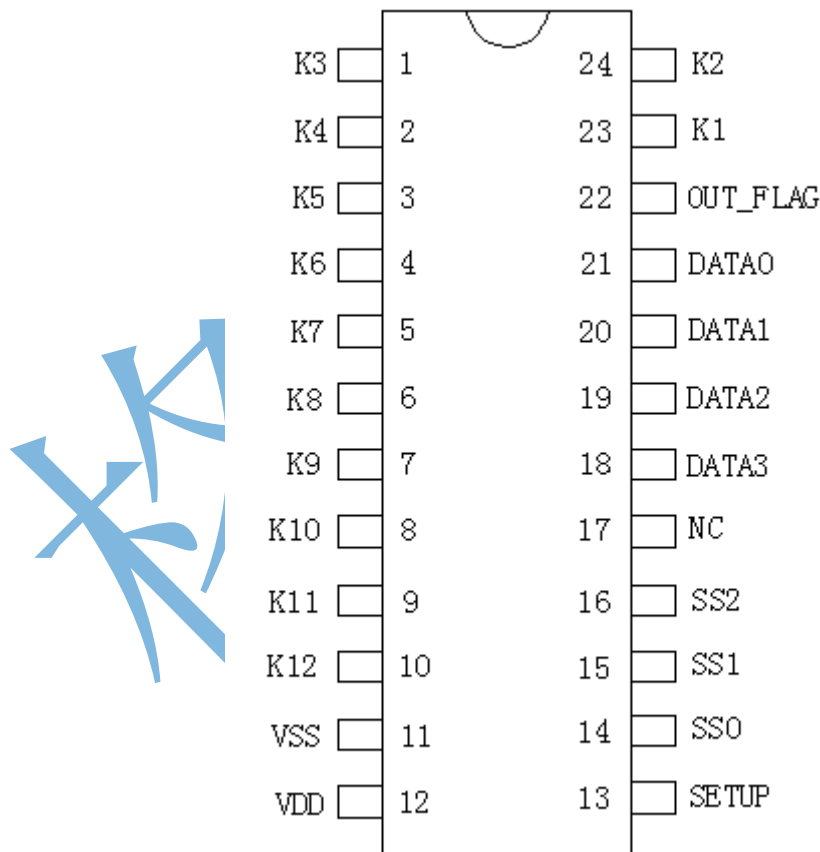 K3 1 24 K2
K4 2 23 K1
K5 3 22 OUT_FLAG
K6 4 21 DATA0
K7 5 20 DATA1
K8 6 19 DATA2
K9 7 18 DATA3
K10 8 17 NC
K11 9 16 SS2
K12 10 15 SS1
VSS 11 14 SS0
VDD 12 13 SETUP